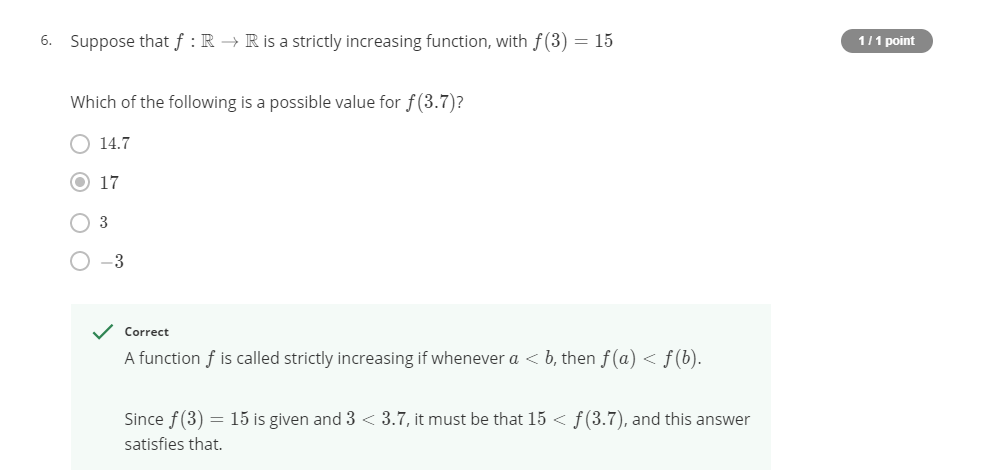 6. Suppose that f : ℝ → ℝ is a strictly increasing function, with f(3) = 15
1 / 1 point
Which of the following is a possible value for f(3.7)?
14.7
17
3
−3
Correct
A function f is called strictly increasing if whenever a < b, then f(a) < f(b).
Since f(3) = 15 is given and 3 < 3.7, it must be that 15 < f(3.7), and this answer
satisfies that.